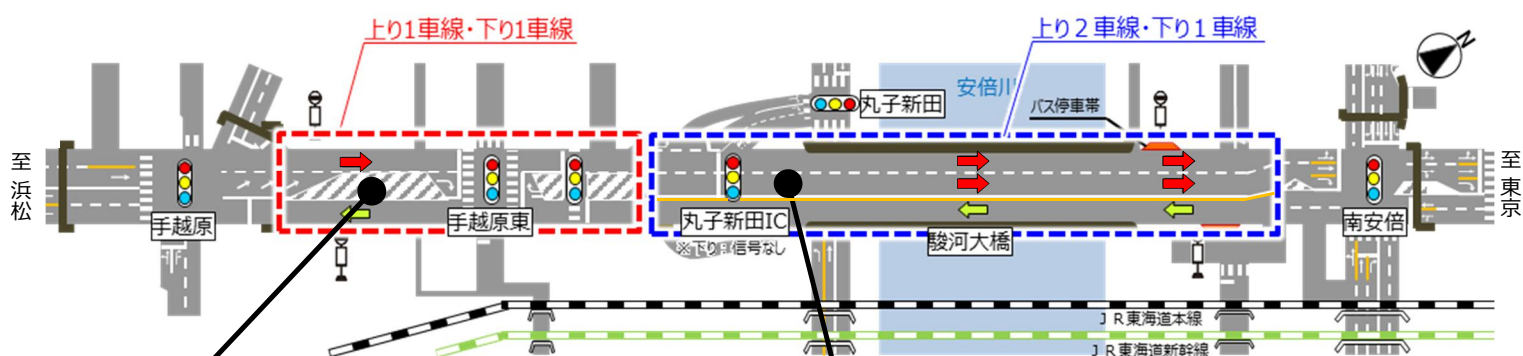 上り1車線・下り1車線
上り2車線・下り1車線
N
安倍川
丸子新田
バス停車帯
至 浜松
至 東京
手越原
手越原東
丸子新田IC
※下り:信号なし
駿河大橋
南安倍
JR東海道本線
JR東海道新幹線